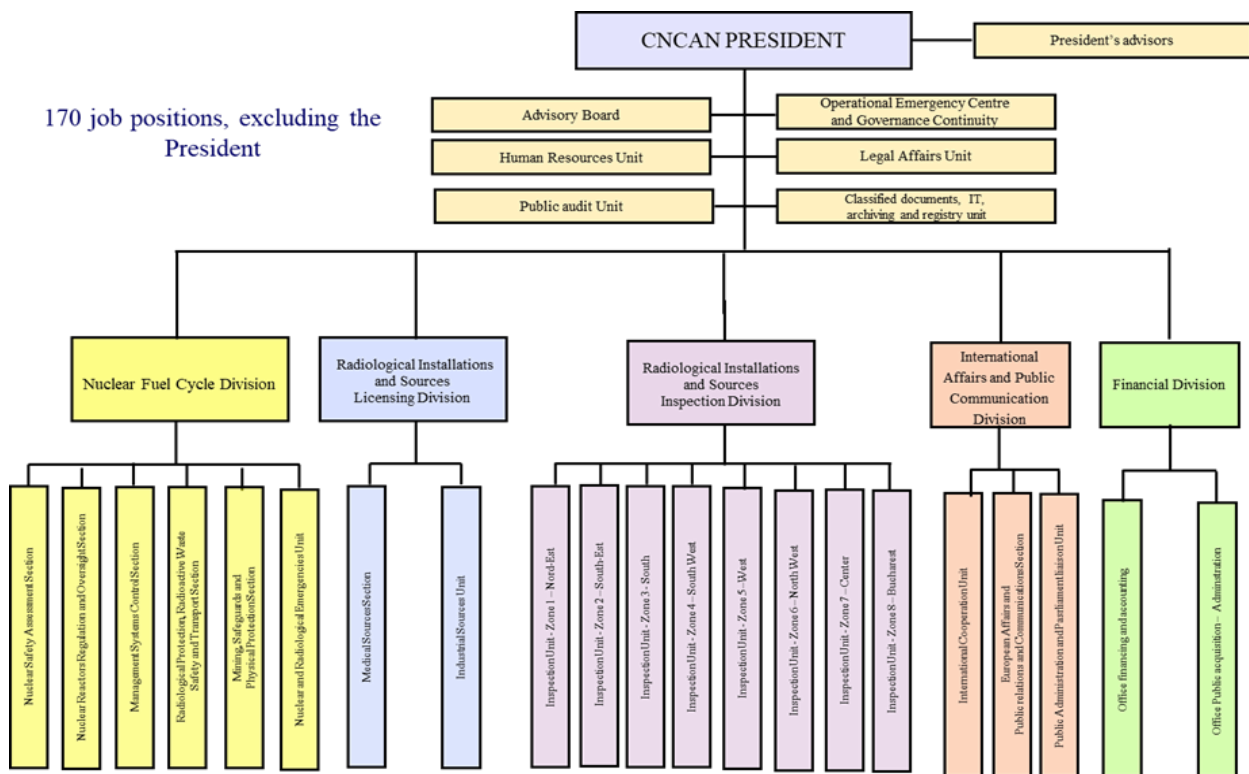 CNCAN PRESIDENT
President's advisors
170 job positions, excluding the
President
Advisory Board
Operational Emergency Centre
and Governance Continuity
Human Resources Unit
Legal Affairs Unit
Public audit Unit
Classified documents, IT,
archiving and registry unit
Nuclear Fuel Cycle Division
Radiological Installations
and Sources
Licensing Division
Radiological Installations
and Sources
Inspection Division
International
Affairs and Public
Communication
Division
Financial Division
Nuclear Safety Assessment Section
Nuclear Reactors Regulation and Oversight Section
Management Systems Control Section
Radiological Protection, Radioactive Waste
Safety and Transport Section
Mining, Safeguards and
Physical Protection Section
Nuclear and Radiological Emergencies Unit
Medical Sources Section
Industrial Sources Unit
Inspection Unit - Zone 1 – Nord-Est
Inspection Unit - Zone 2 – South-Est
Inspection Unit - Zone 3 - South
Inspection Unit - Zone 4 – South West
Inspection Unit - Zone 5 – West
Inspection Unit - Zone 6 – North West
Inspection Unit - Zone 7 – Center
Inspection Unit - Zone 8 – Bucharest
International Cooperation Unit
European Affairs and
Public relations and Communications Section
Public Administration and Parliament liaison Unit
Office financing and accounting
Office Public acquisition – Adminstration